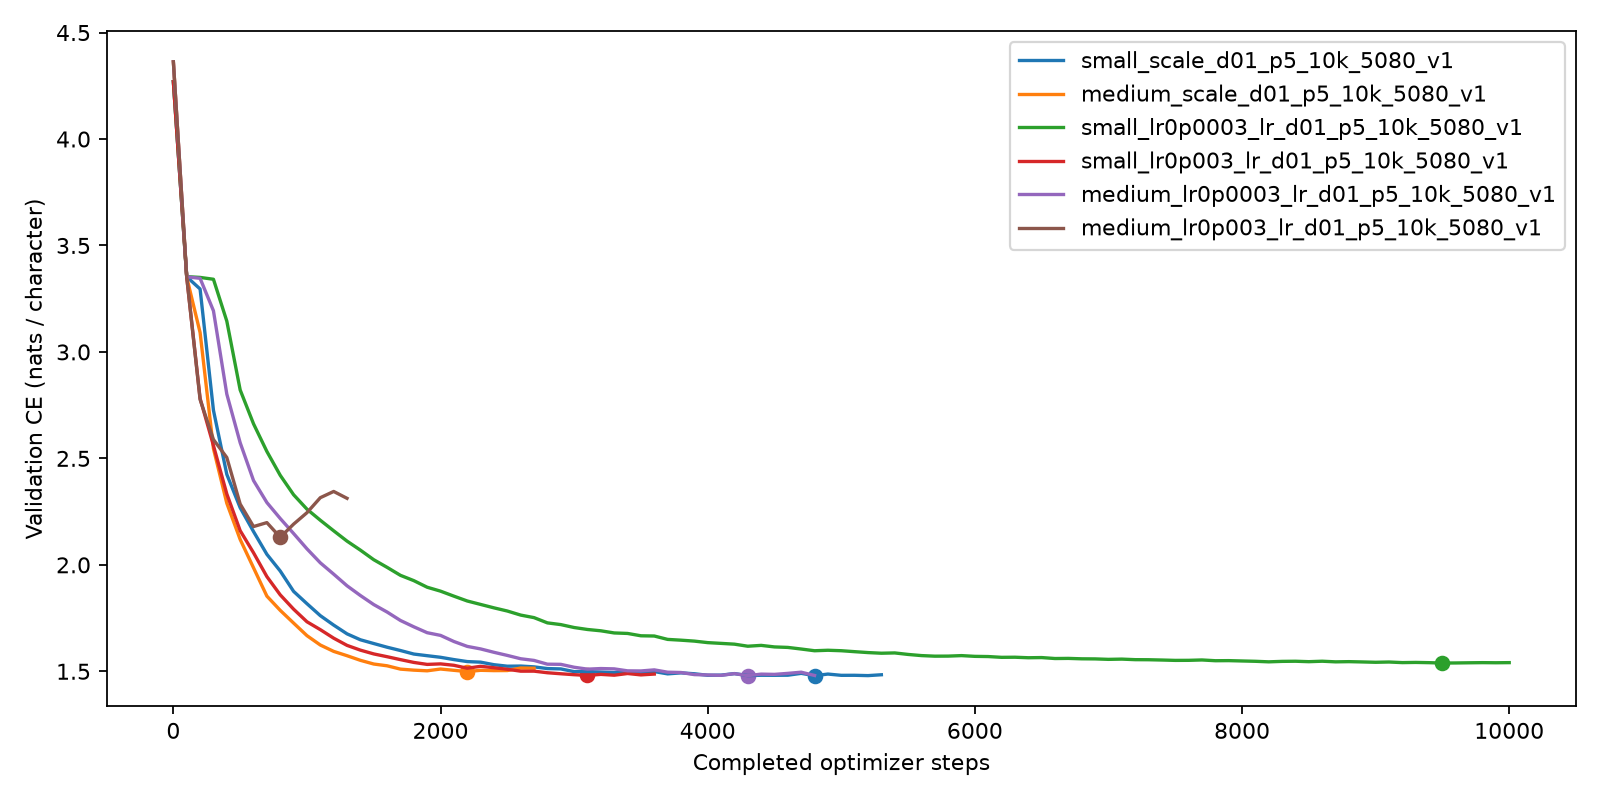 4.5
4.0
3.5
3.0
2.5
2.0
1.5
Validation CE (nats / character)
small_scale_d01_p5_10k_5080_v1
medium_scale_d01_p5_10k_5080_v1
small_lr0p0003_lr_d01_p5_10k_5080_v1
small_lr0p003_lr_d01_p5_10k_5080_v1
medium_lr0p0003_lr_d01_p5_10k_5080_v1
medium_lr0p003_lr_d01_p5_10k_5080_v1
0 2000 4000 6000 8000 10000
Completed optimizer steps